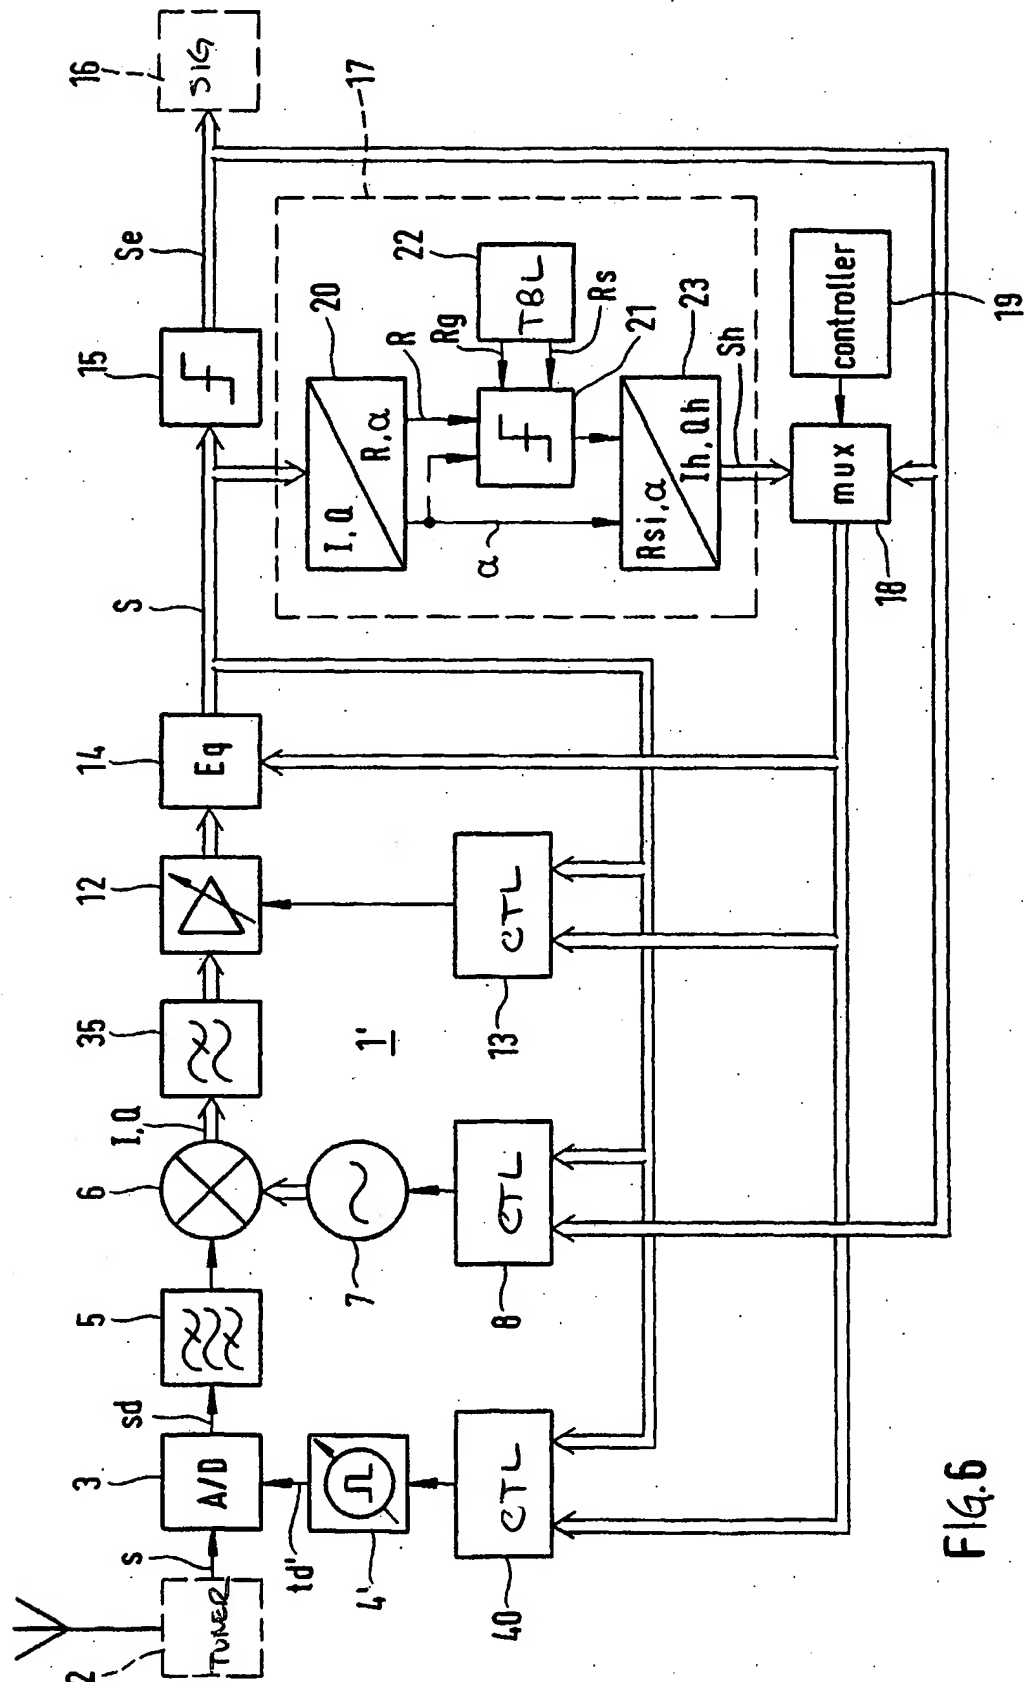 2
TUNER
s
3
A/D
sd
td'
4'
40
CTL
5
6
I,Q
7
8
CTL
35
1'
12
13
CTL
14
Eq
S
15
Se
16
SIG
17
20
I,Q
R,α
R
α
Rg
Rs
22
TBL
21
23
Rsi,α
Ih,Qh
Sh
mux
18
controller
19
FIG.6